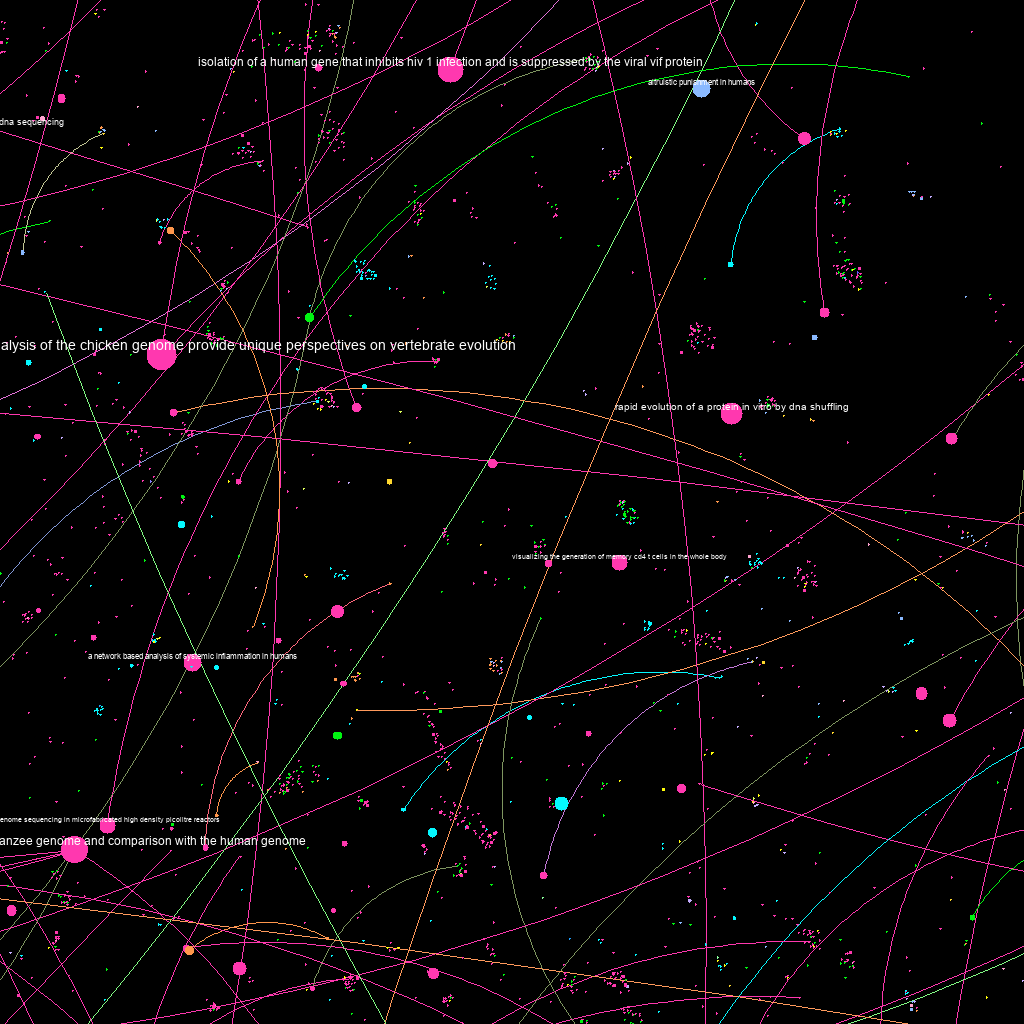 isolation of a human gene that inhibits hiv 1 infection and is suppressed by the viral vif protein
altruistic punishment in humans
dna sequencing
alysis of the chicken genome provide unique perspectives on vertebrate evolution
rapid evolution of a protein in vitro by dna shuffling
visualizing the generation of memory cd4 t cells in the whole body
a network based analysis of systemic inflammation in humans
enome sequencing in microfabricated high density picolitre reactors
anzee genome and comparison with the human genome